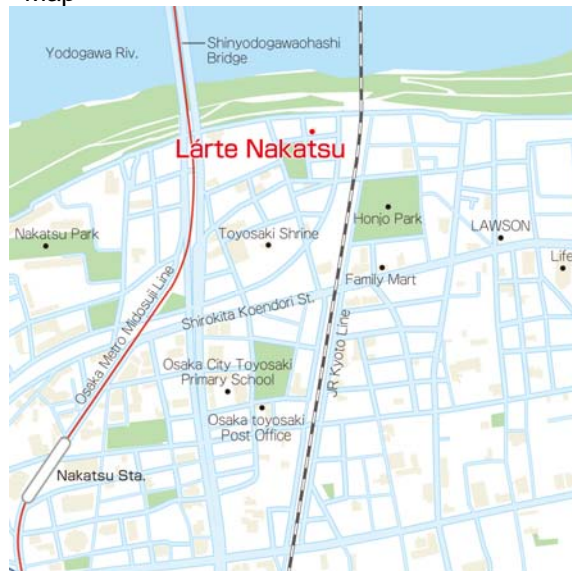 map
Yodogawa Riv.
Shinyodogawaohashi
Bridge
Lárte Nakatsu
Nakatsu Park
Toyosaki Shrine
Honjo Park
LAWSON
Family Mart
Life
Osaka Metro Midosuji Line
Shirokita Koendori St.
JR Kyoto Line
Osaka City Toyosaki
Primary School
Osaka toyosaki
Post Office
Nakatsu Sta.